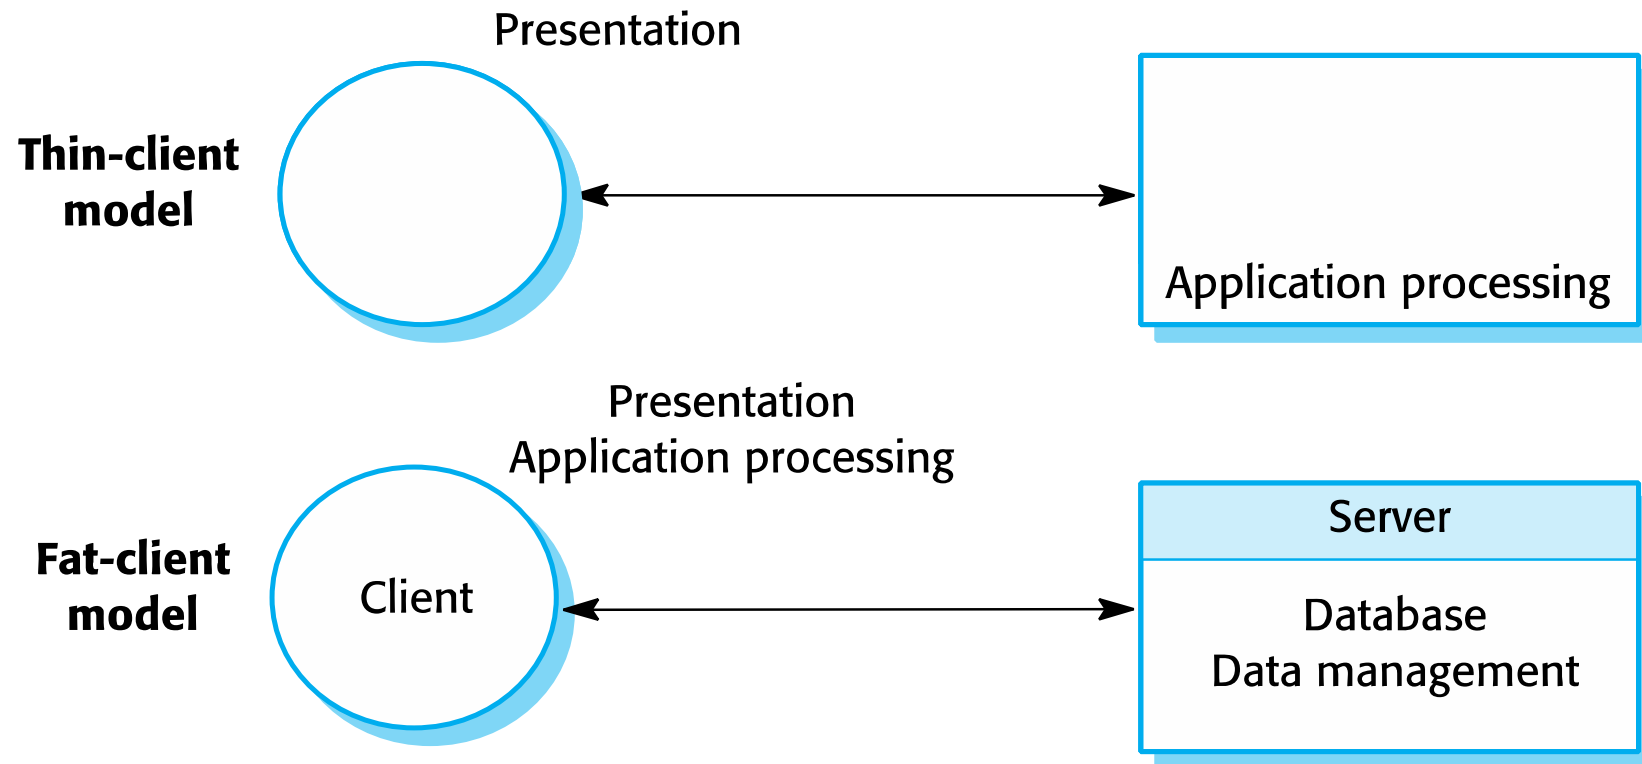 Presentation
Thin-client
model
Application processing
Presentation
Application processing
Fat-client
model
Client
Server
Database
Data management